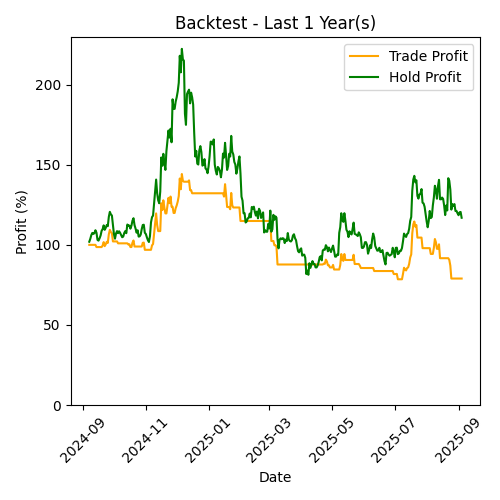 Backtest - Last 1 Year(s)
Trade Profit
Hold Profit
Profit (%)
200
150
100
50
0
2024-09
2024-11
2025-01
2025-03
2025-05
2025-07
2025-09
Date